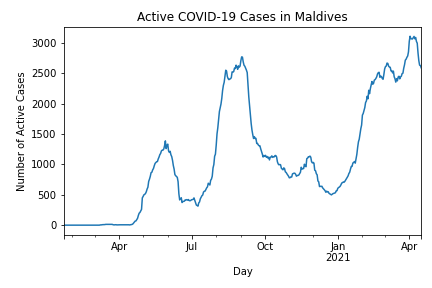 Active COVID-19 Cases in Maldives
Number of Active Cases
3000
2500
2000
1500
1000
500
0
Apr
Jul
Oct
Jan
2021
Apr
Day